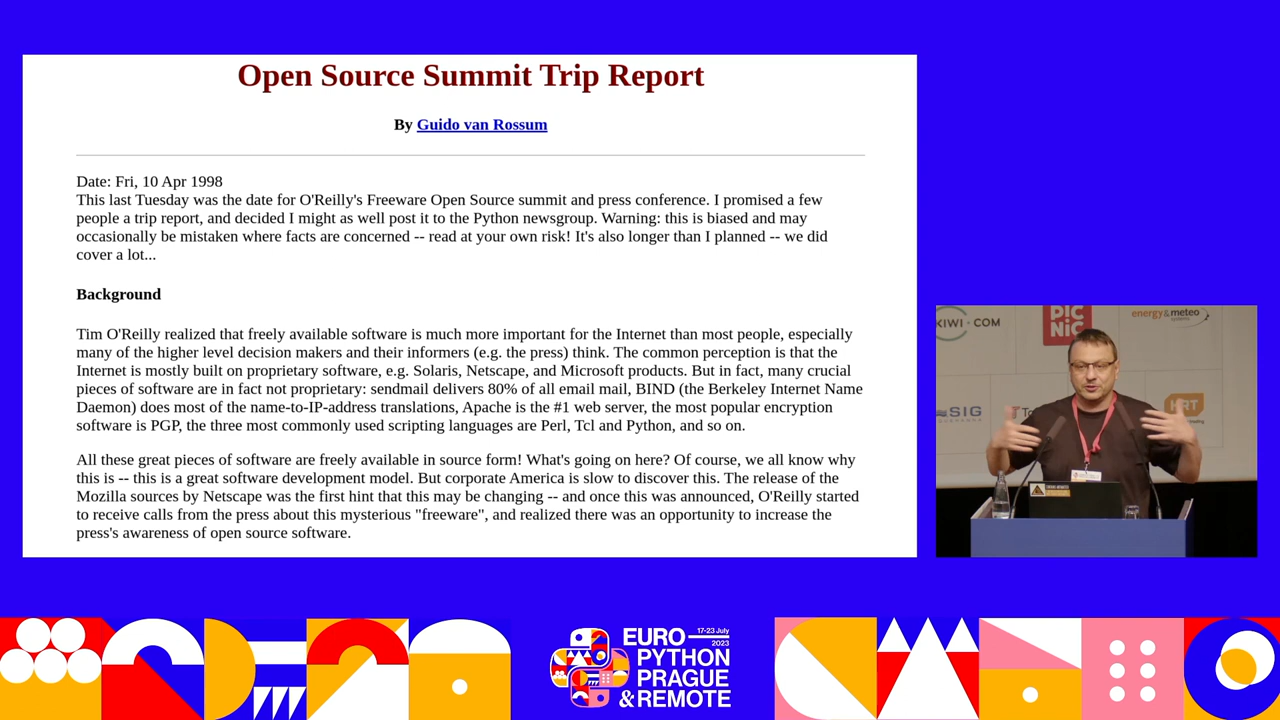 Open Source Summit Trip Report
By Guido van Rossum
Date: Fri, 10 Apr 1998
This last Tuesday was the date for O'Reilly's Freeware Open Source summit and press conference. I promised a few
people a trip report, and decided I might as well post it to the Python newsgroup. Warning: this is biased and may
occasionally be mistaken where facts are concerned -- read at your own risk! It's also longer than I planned -- we did
cover a lot...
Background
Tim O'Reilly realized that freely available software is much more important for the Internet than most people, especially
many of the higher level decision makers and their informers (e.g. the press) think. The common perception is that the
Internet is mostly built on proprietary software, e.g. Solaris, Netscape, and Microsoft products. But in fact, many crucial
pieces of software are in fact not proprietary: sendmail delivers 80% of all email mail, BIND (the Berkeley Internet Name
Daemon) does most of the name-to-IP-address translations, Apache is the #1 web server, the most popular encryption
software is PGP, the three most commonly used scripting languages are Perl, Tcl and Python, and so on.
All these great pieces of software are freely available in source form! What's going on here? Of course, we all know why
this is -- this is a great software development model. But corporate America is slow to discover this. The release of the
Mozilla sources by Netscape was the first hint that this may be changing -- and once this was announced, O'Reilly started
to receive calls from the press about this mysterious "freeware", and realized there was an opportunity to increase the
press's awareness of open source software.
KIWI·COM
PIC
NIC
energy&meteo
systems
SIG
HRT
EURO
17-23 July
2023
PYTHON
PRAGUE
&REMOTE